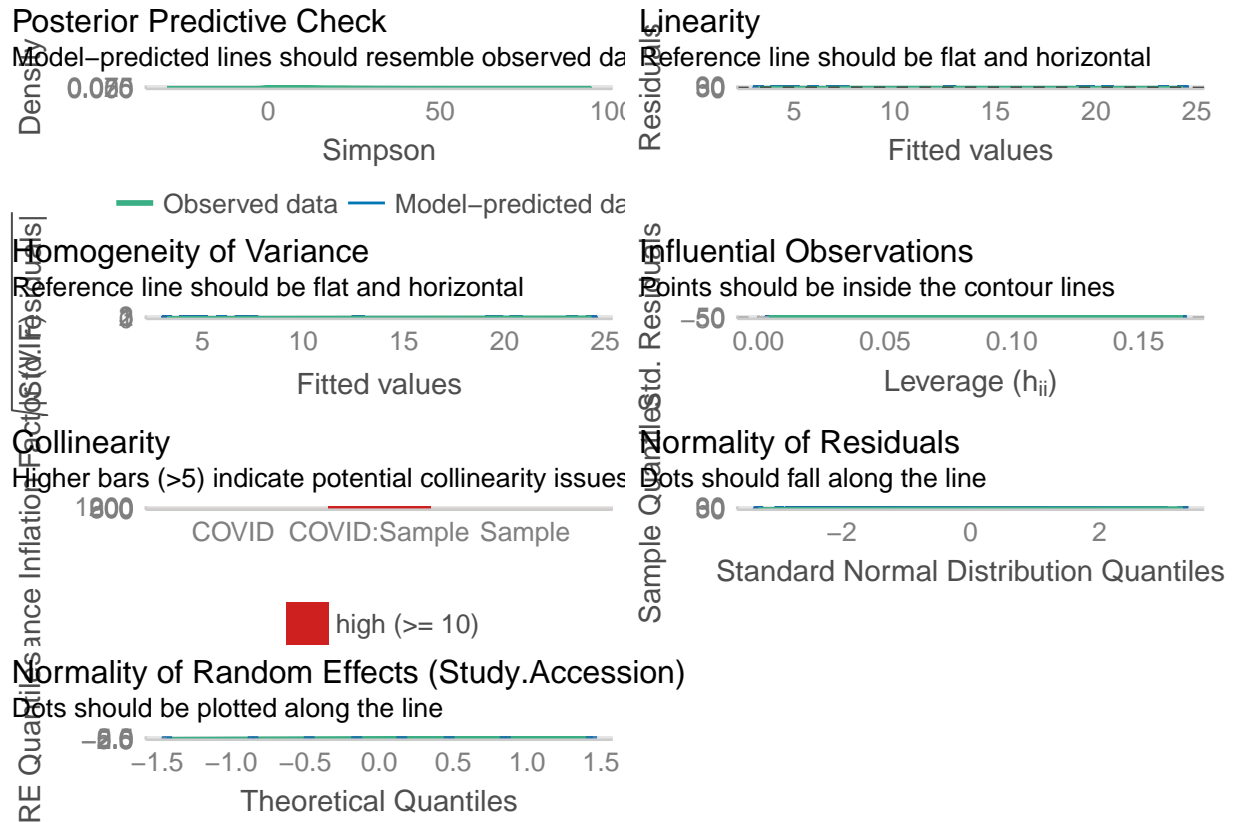 Posterior Predictive Check
Model−predicted lines should resemble observed da
Density
0 50 100
Simpson
Observed data Model−predicted da
Linearity
Reference line should be flat and horizontal
Residuals
5 10 15 20 25
Fitted values
Homogeneity of Variance
Reference line should be flat and horizontal
5 10 15 20 25
Fitted values
Influential Observations
Points should be inside the contour lines
Std. Residuals
−50
0.00 0.05 0.10 0.15
Leverage (hii)
Collinearity
Higher bars (>5) indicate potential collinearity issues
COVID COVID:Sample Sample
high (>= 10)
Normality of Residuals
Dots should fall along the line
Sample Quantiles
−2 0 2
Standard Normal Distribution Quantiles
Normality of Random Effects (Study.Accession)
Dots should be plotted along the line
RE Quantiles
−1.5 −1.0 −0.5 0.0 0.5 1.0 1.5
Theoretical Quantiles